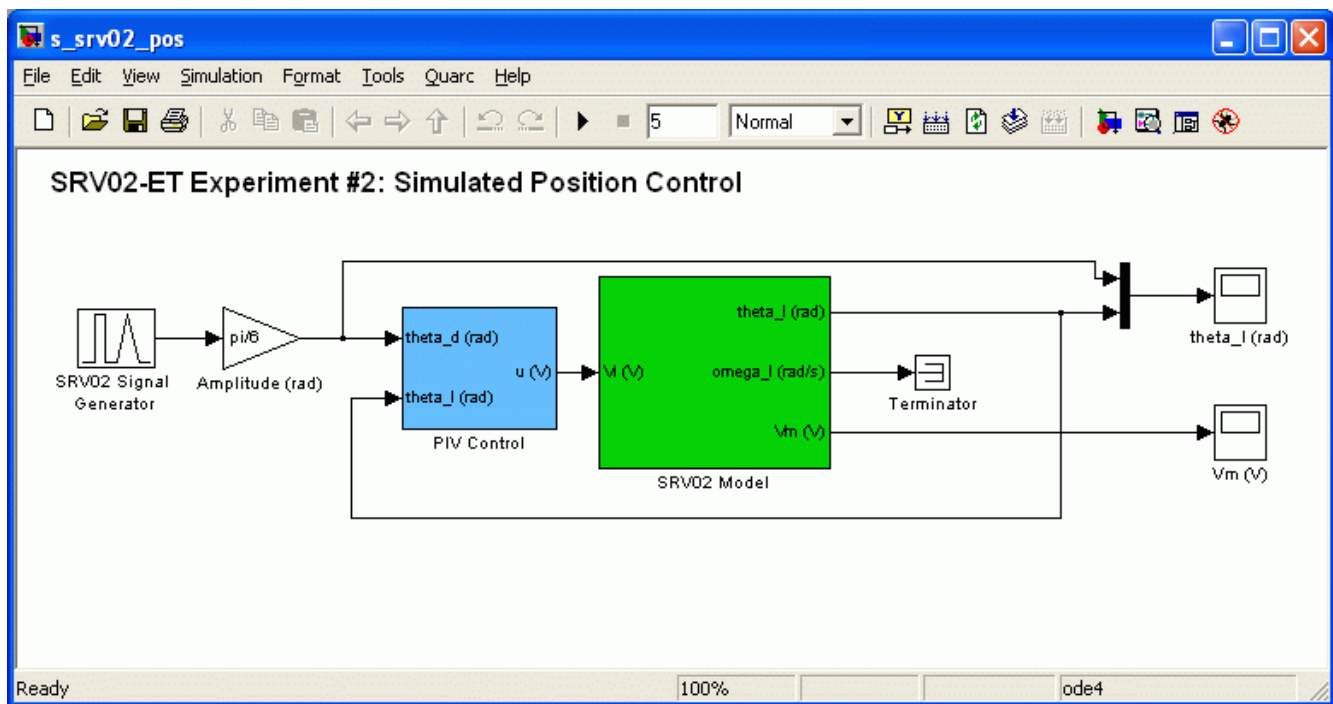 s_srv02_pos
File Edit View Simulation Format Tools Quarc Help
5 Normal
SRV02-ET Experiment #2: Simulated Position Control
SRV02 Signal
Generator
pi/6
Amplitude (rad)
theta_d (rad)
u (V)
theta_l (rad)
PIV Control
theta_l (rad)
Vl (V)
omega_l (rad/s)
Vm (V)
SRV02 Model
Terminator
theta_l (rad)
Vm (V)
Ready 100% ode4